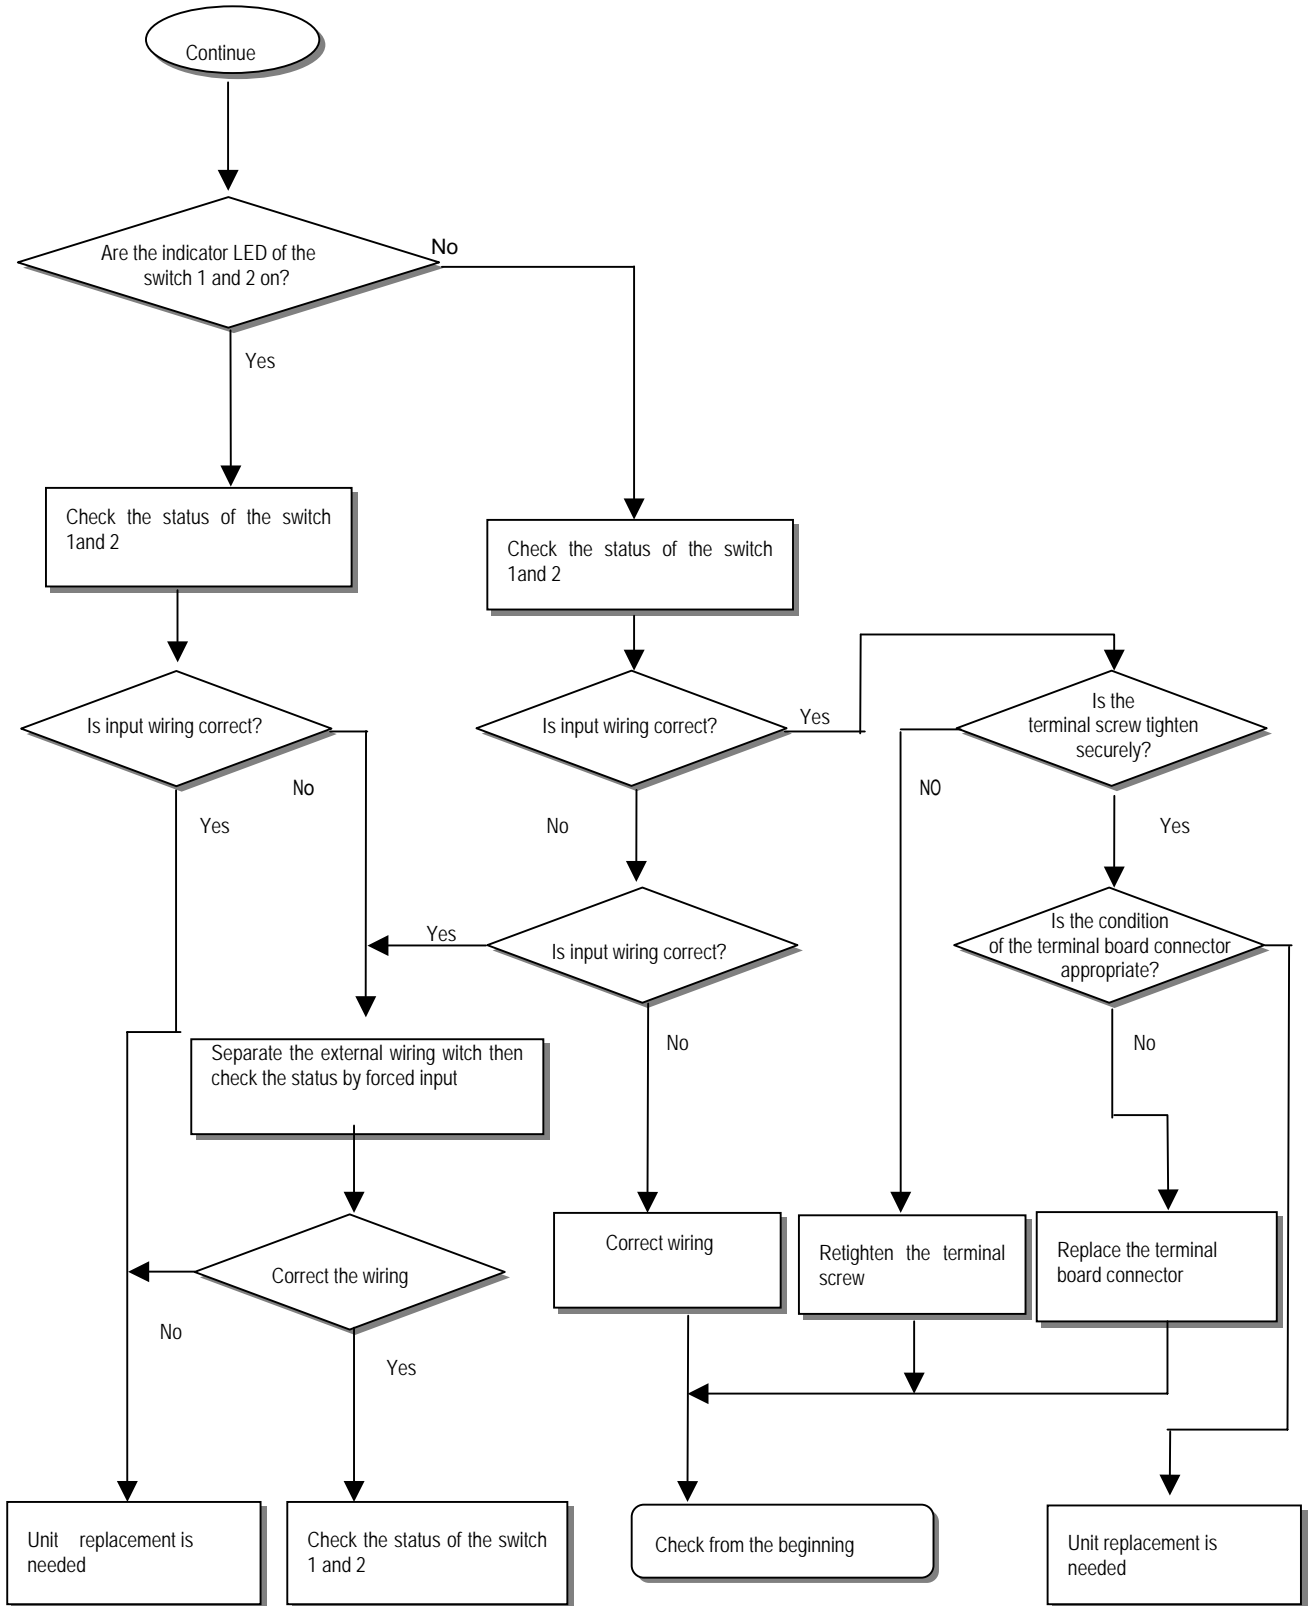 Continue
Are the indicator LED of the
switch 1 and 2 on?
No
Yes
Check the status of the switch
1and 2
Check the status of the switch
1and 2
Is input wiring correct?
No
Yes
Is input wiring correct?
Yes
No
Is the
terminal screw tighten
securely?
NO
Yes
Is input wiring correct?
Yes
No
Is the condition
of the terminal board connector
appropriate?
No
Separate the external wiring witch then
check the status by forced input
Correct the wiring
No
Yes
Correct wiring
Retighten the terminal
screw
Replace the terminal
board connector
Unit replacement is
needed
Check the status of the switch
1 and 2
Check from the beginning
Unit replacement is
needed